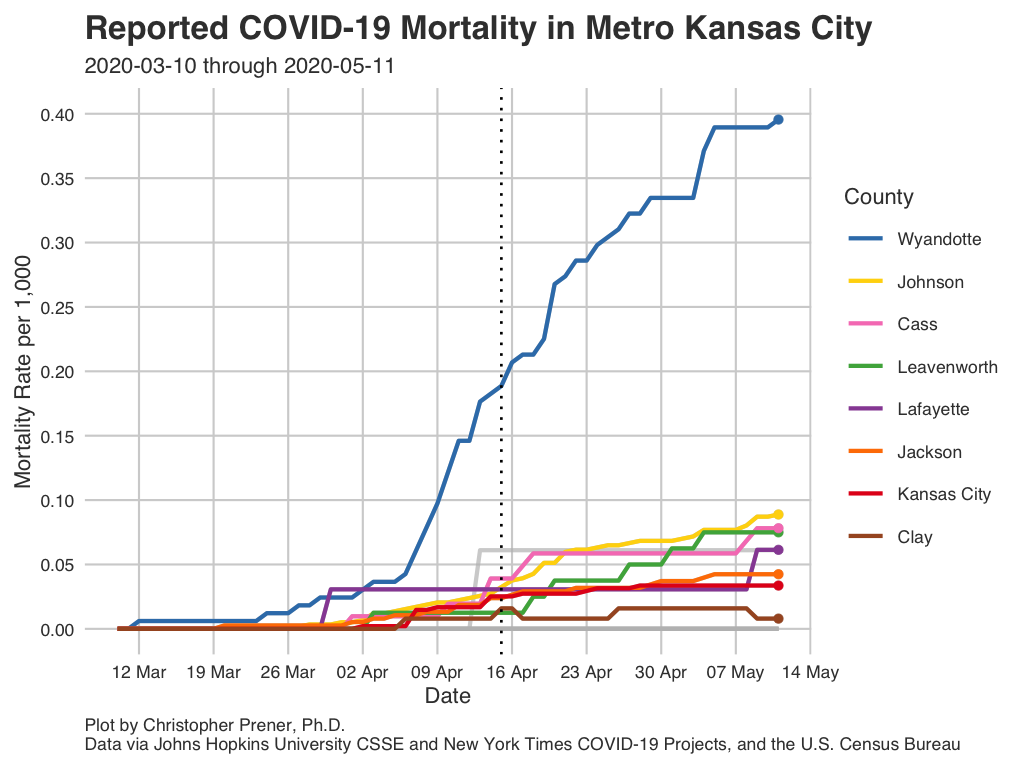 Reported COVID-19 Mortality in Metro Kansas City
2020-03-10 through 2020-05-11
Mortality Rate per 1,000
0.40
0.35
0.30
0.25
0.20
0.15
0.10
0.05
0.00
12 Mar 19 Mar 26 Mar 02 Apr 09 Apr 16 Apr 23 Apr 30 Apr 07 May 14 May
Date
County
Wyandotte
Johnson
Cass
Leavenworth
Lafayette
Jackson
Kansas City
Clay
Plot by Christopher Prener, Ph.D.
Data via Johns Hopkins University CSSE and New York Times COVID-19 Projects, and the U.S. Census Bureau